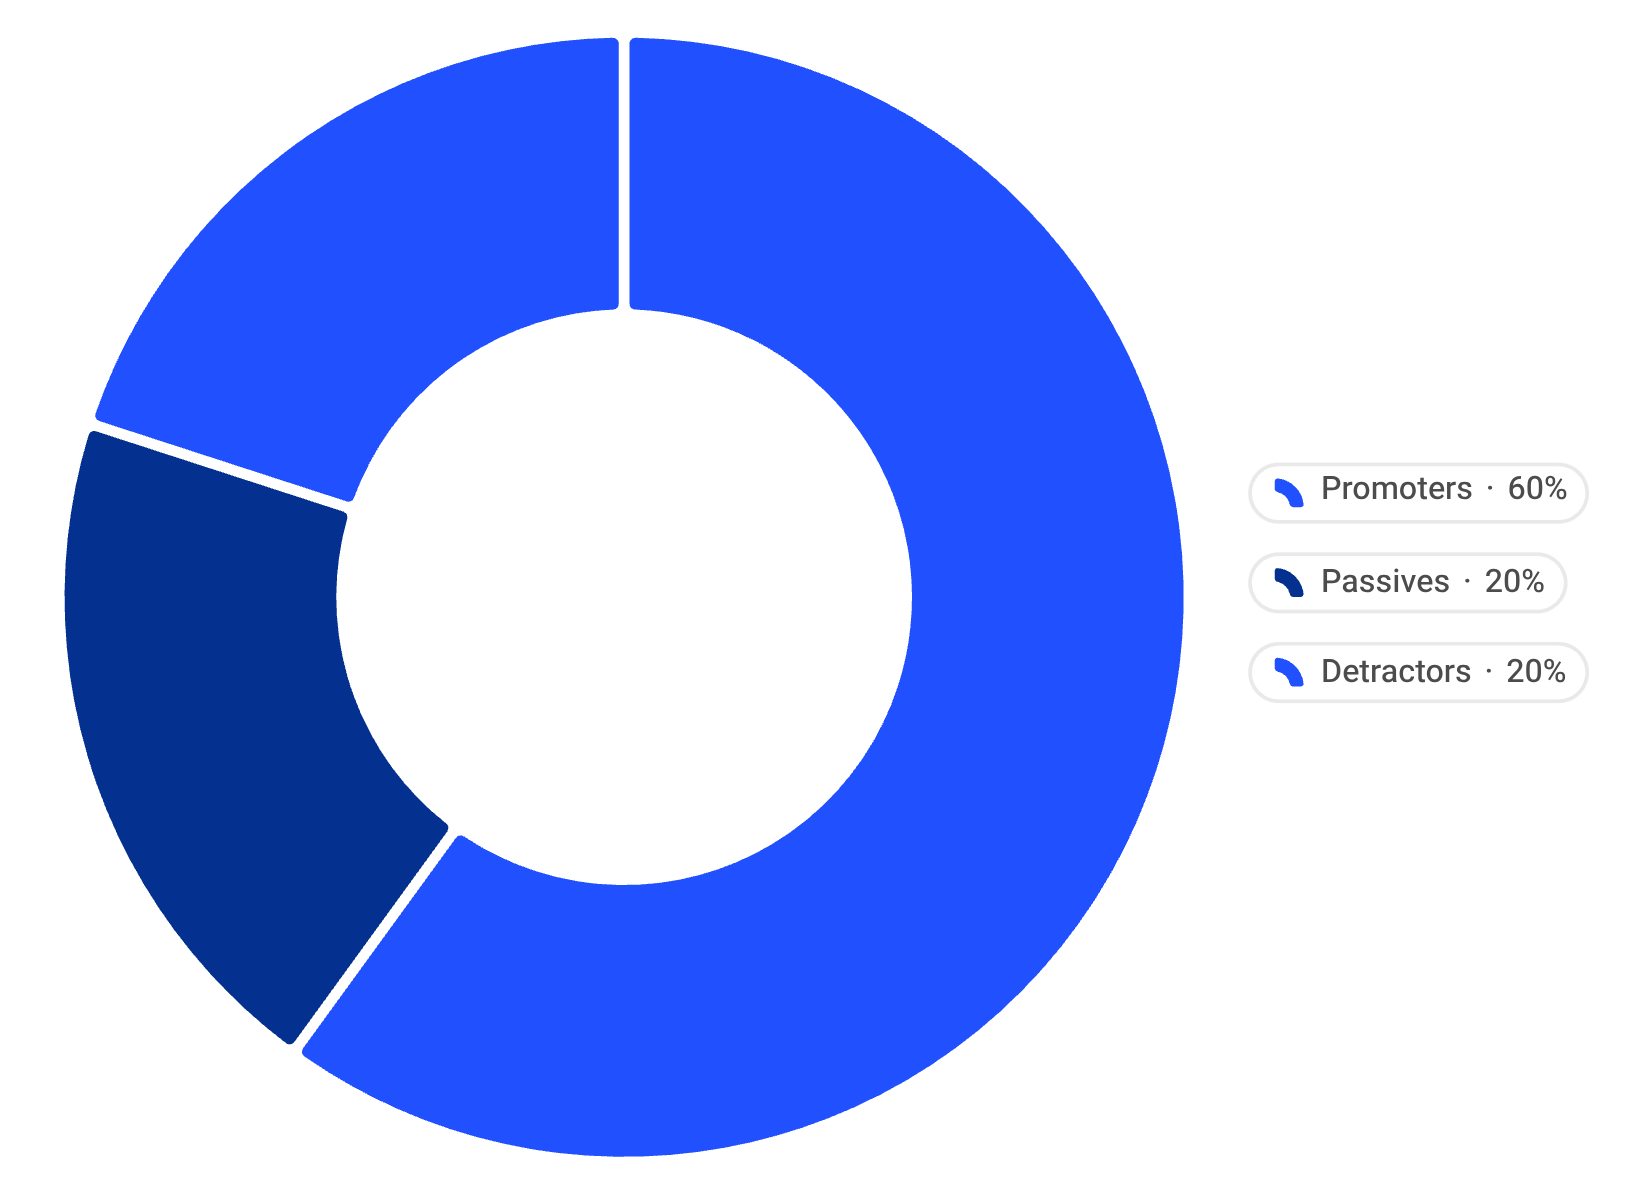 Promoters · 60%
Passives · 20%
Detractors · 20%